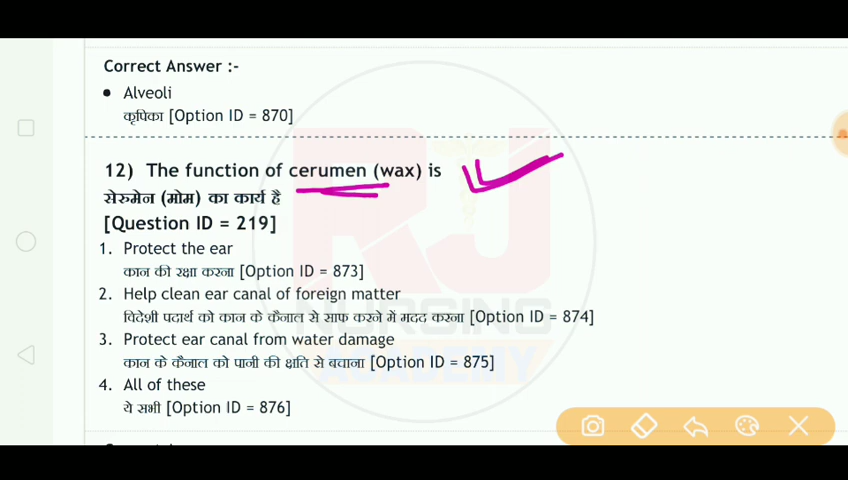 Correct Answer :-
• Alveoli
कृपिका [Option ID = 870]
12) The function of cerumen (wax) is
सेरुमेन (मोम) का कार्य है
[Question ID = 219]
1. Protect the ear
कान की रक्षा करना [Option ID = 873]
2. Help clean ear canal of foreign matter
विदेशी पदार्थ को कान के कैनाल से साफ करने में मदद करना [Option ID = 874]
3. Protect ear canal from water damage
कान के कैनाल को पानी की क्षति से बचाना [Option ID = 875]
4. All of these
ये सभी [Option ID = 876]
RJ
NURSING
ACADEMY